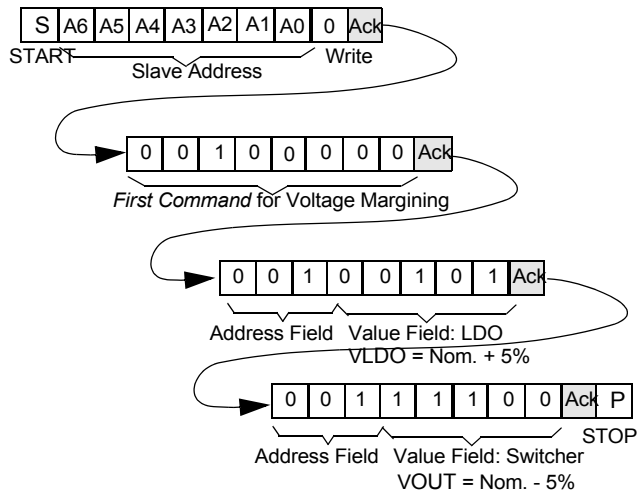 S A6 A5 A4 A3 A2 A1 A0 0 Ack
START Slave Address Write
0 0 1 0 0 0 0 0 Ack
First Command for Voltage Margining
0 0 1 0 0 1 0 1 Ack
Address Field Value Field: LDO
VLDO = Nom. + 5%
0 0 1 1 1 1 0 0 Ack P
STOP
Address Field Value Field: Switcher
VOUT = Nom. - 5%